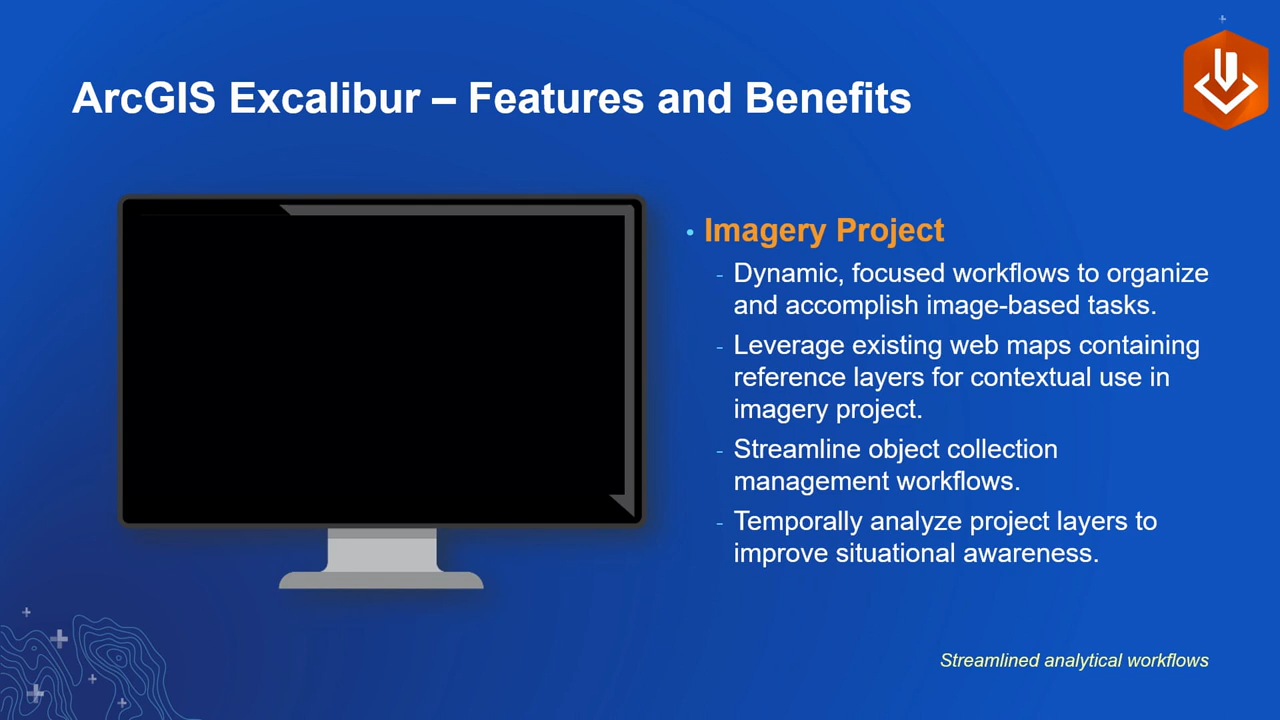 ArcGIS Excalibur – Features and Benefits
• Imagery Project
- Dynamic, focused workflows to organize
and accomplish image-based tasks.
- Leverage existing web maps containing
reference layers for contextual use in
imagery project.
- Streamline object collection
management workflows.
- Temporally analyze project layers to
improve situational awareness.
Streamlined analytical workflows